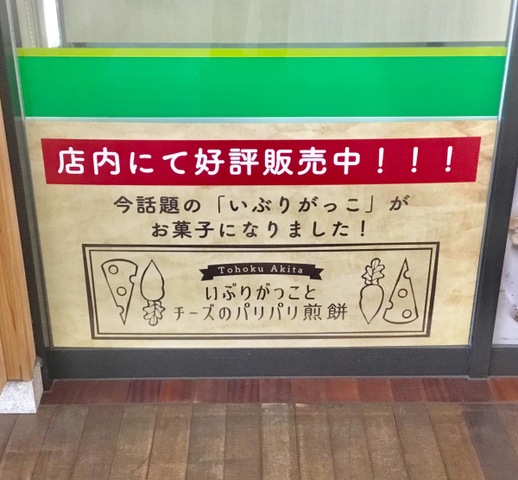 店内にて好評販売中！！！
今話題の「いぶりがっこ」が
お菓子になりました！
Tohoku Akita
いぶりがっこと
チーズのパリパリ煎餅